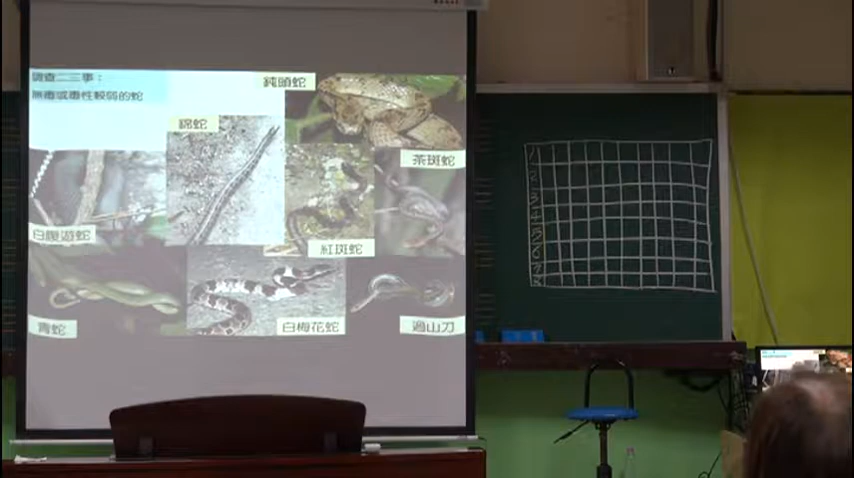 調查二三事：
無毒或毒性較弱的蛇
鈍頭蛇
錦蛇
茶斑蛇
白腹遊蛇
紅斑蛇
青蛇
白梅花蛇
過山刀